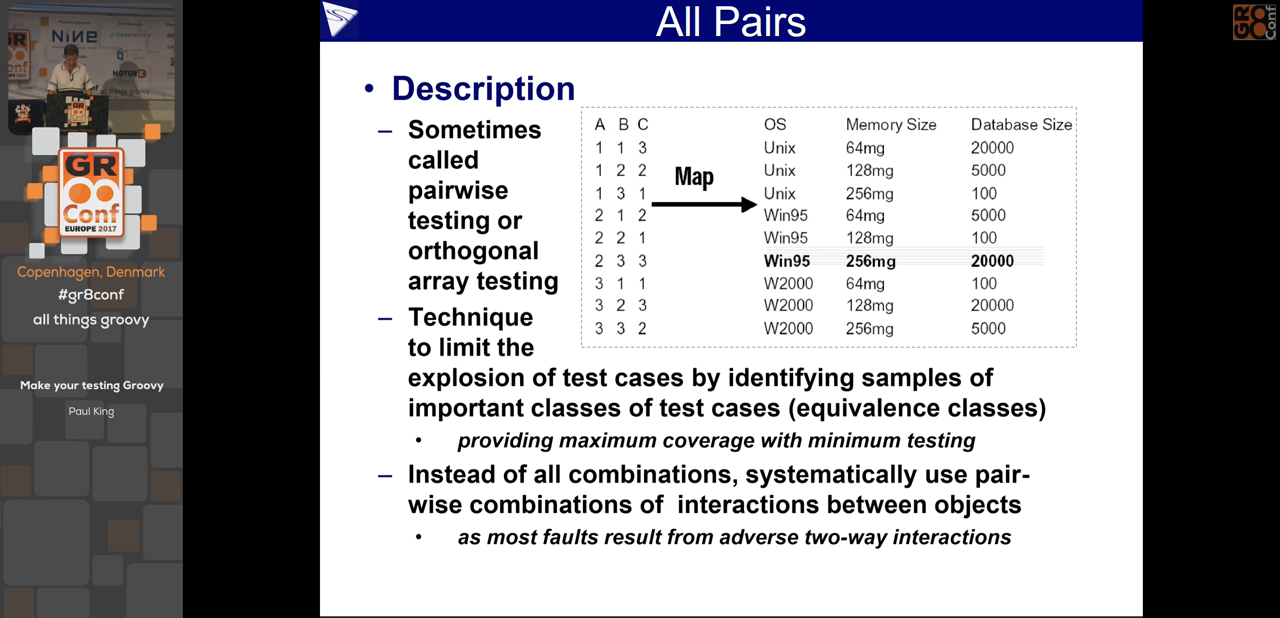 All Pairs
• Description
– Sometimes
called
pairwise
testing or
orthogonal
array testing
– Technique
to limit the
explosion of test cases by identifying samples of
important classes of test cases (equivalence classes)
• providing maximum coverage with minimum testing
– Instead of all combinations, systematically use pair-
wise combinations of interactions between objects
• as most faults result from adverse two-way interactions
A B C OS Memory Size Database Size
1 1 3 Unix 64mg 20000
1 2 2 Unix 128mg 5000
1 3 1 Unix 256mg 100
2 1 2 Win95 64mg 5000
2 2 1 Win95 128mg 100
2 3 3 Win95 256mg 20000
3 1 1 W2000 64mg 100
3 2 3 W2000 128mg 20000
3 3 2 W2000 256mg 5000
Map
NINE
MOTORK
all things groovy
GR
Conf
EUROPE 2017
Copenhagen, Denmark
#gr8conf
all things groovy
Make your testing Groovy
Paul King
GR
Conf